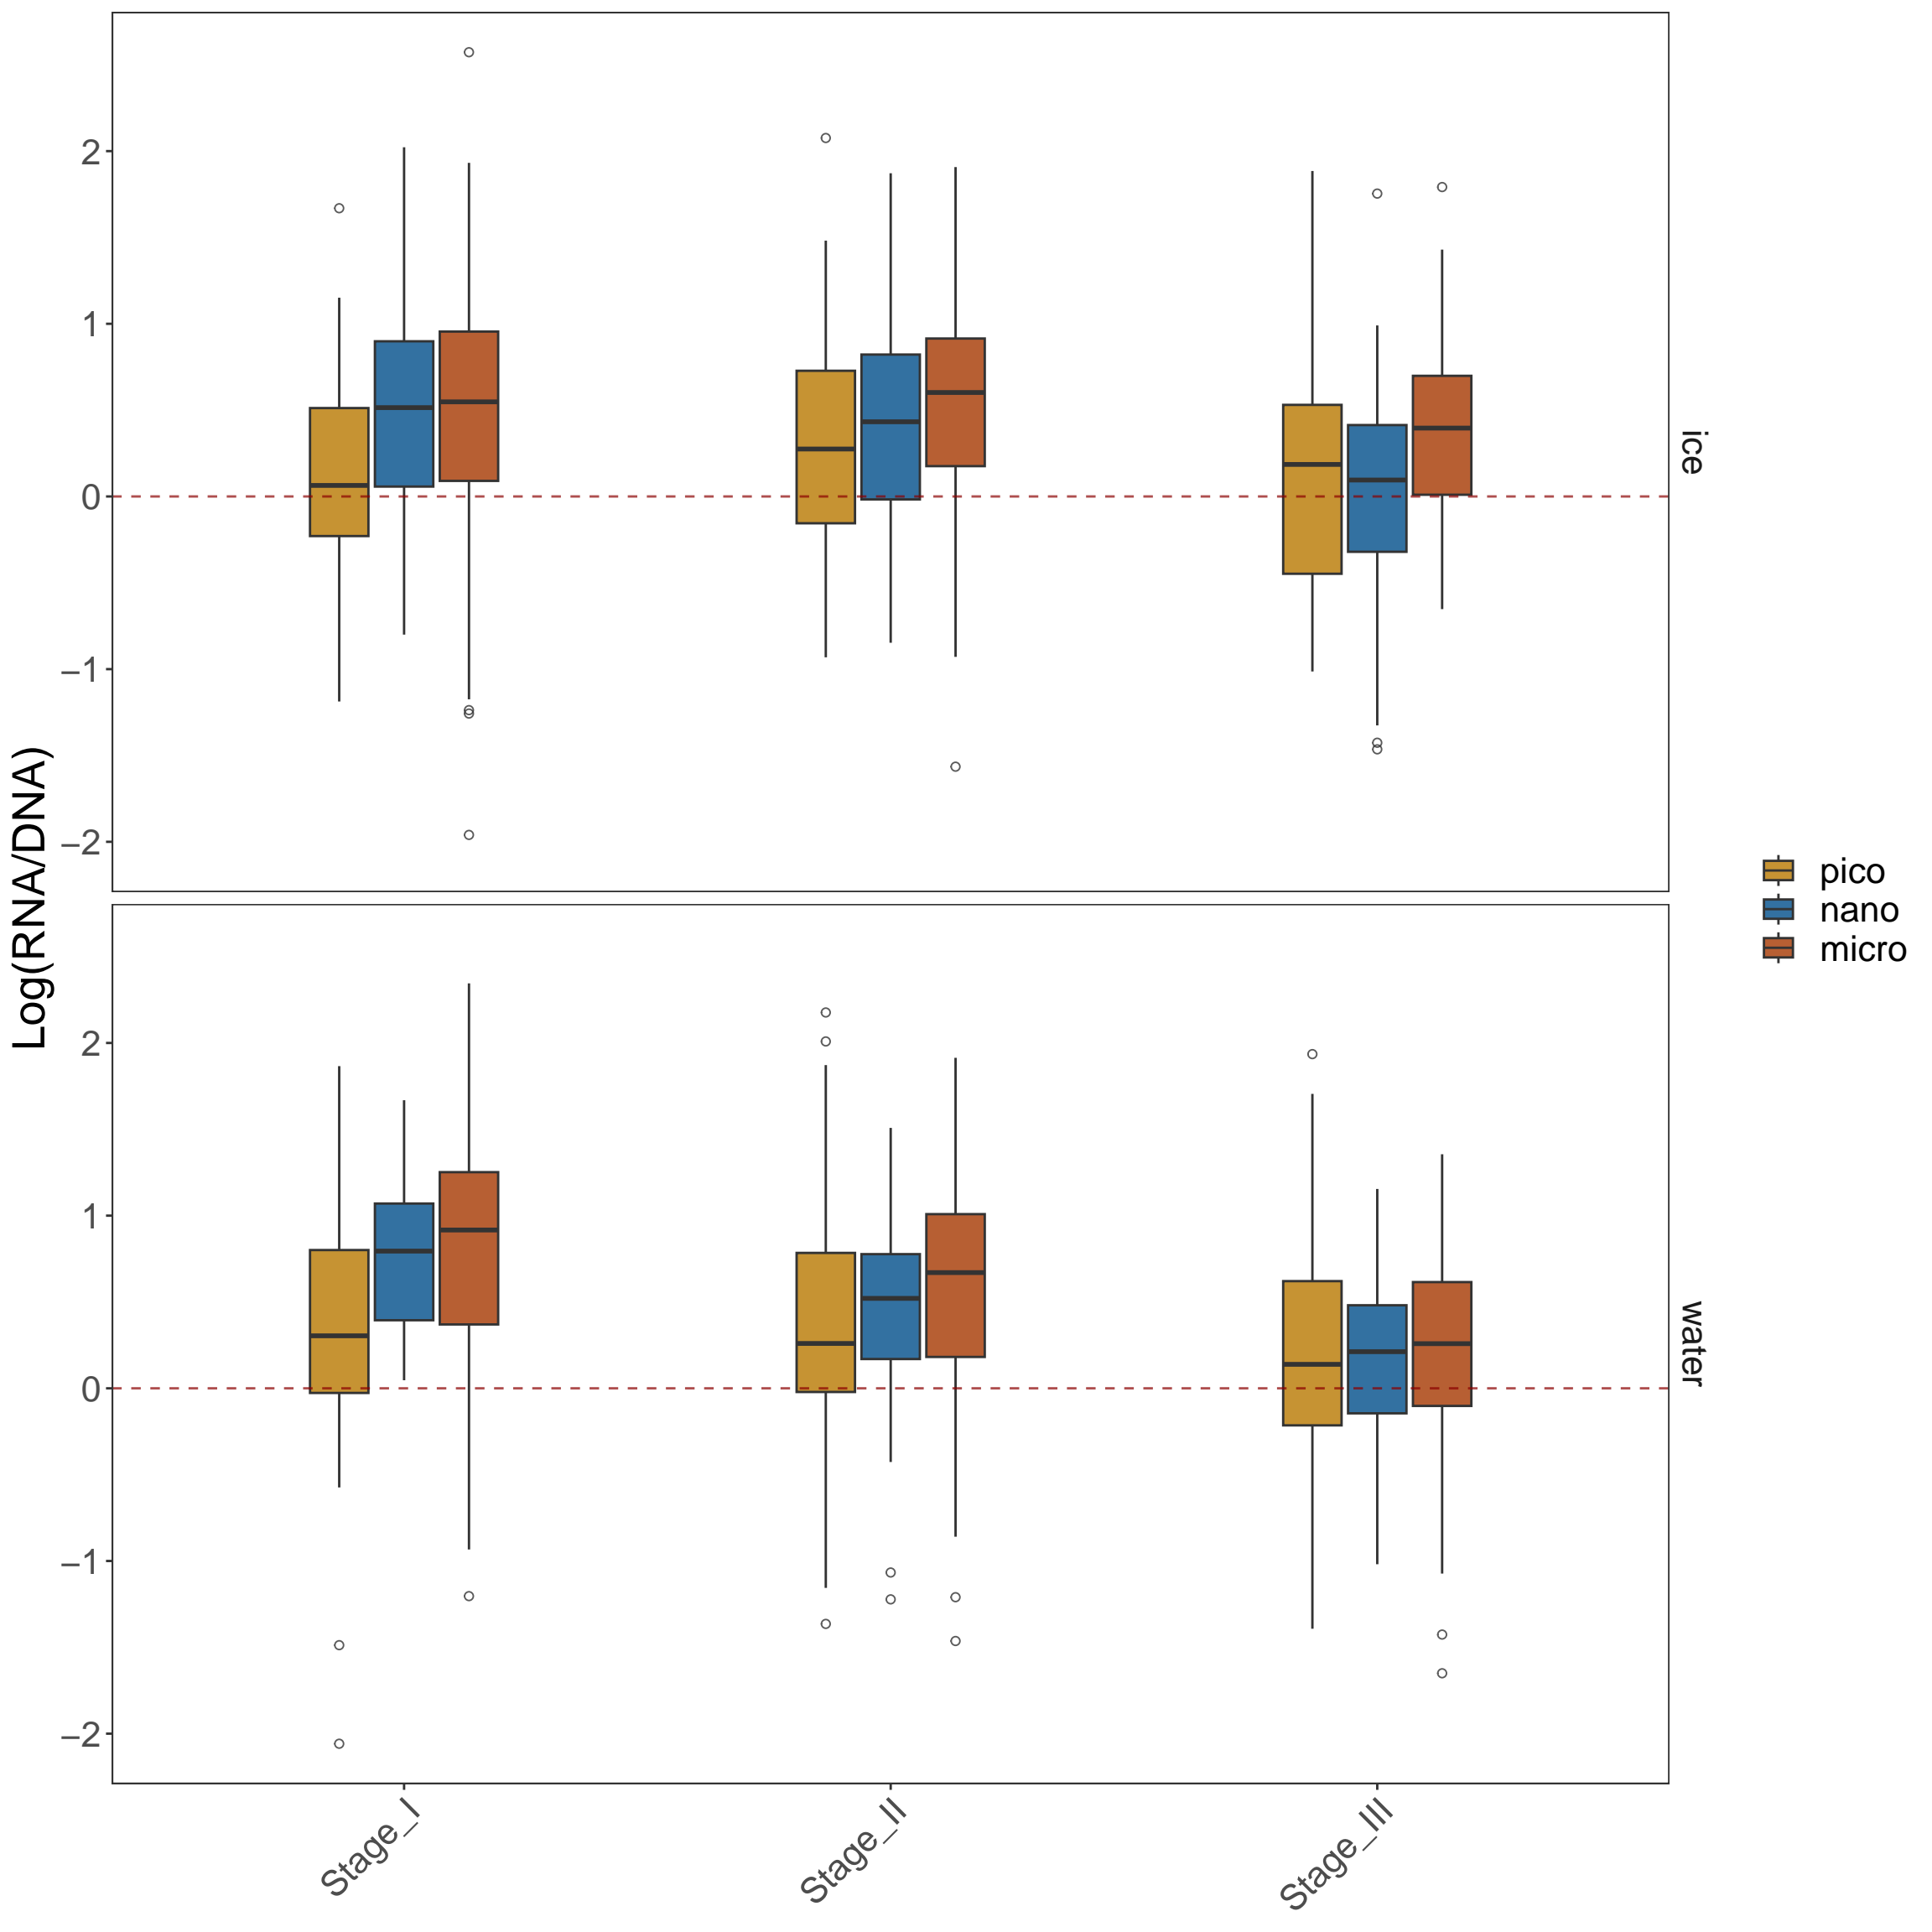 Log(RNA/DNA)
2
1
0
−1
−2
ice
2
1
0
−1
−2
water
Stage_I
Stage_II
Stage_III
pico
nano
micro